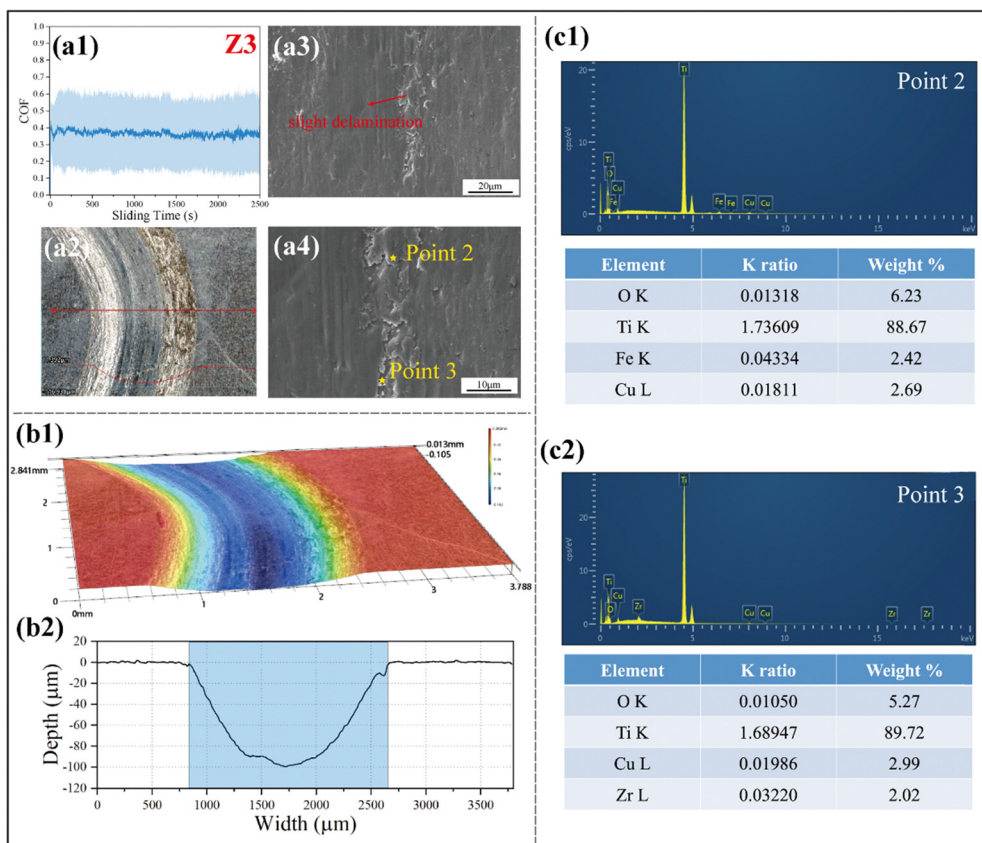 (a1)
Z3
1.0
0.9
0.8
0.7
0.6
0.5
0.4
0.3
0.2
0.1
0.0
COF
0 500 1000 1500 2000 2500
Sliding Time (s)
(a3)
slight delamination
20μm
(a2)
(a4)
Point 2
Point 3
10μm
(b1)
2.841mm
2
1
0
0mm
1
2
3
3.788
0.013mm
-0.105
(b2)
20
0
-20
-40
-60
-80
-100
-120
Depth (μm)
0 500 1000 1500 2000 2500 3000 3500
Width (μm)
(c1)
Point 2
cps/eV
20
10
0
Ti
Ti
O
Fe
Cu
Fe Fe Cu Cu
0 5 10 15 keV
Element K ratio Weight %
O K 0.01318 6.23
Ti K 1.73609 88.67
Fe K 0.04334 2.42
Cu L 0.01811 2.69
(c2)
Point 3
cps/eV
20
10
0
Ti
Ti
O
Cu
Zr
Cu Cu Zr Zr
0 5 10 15 keV
Element K ratio Weight %
O K 0.01050 5.27
Ti K 1.68947 89.72
Cu L 0.01986 2.99
Zr L 0.03220 2.02